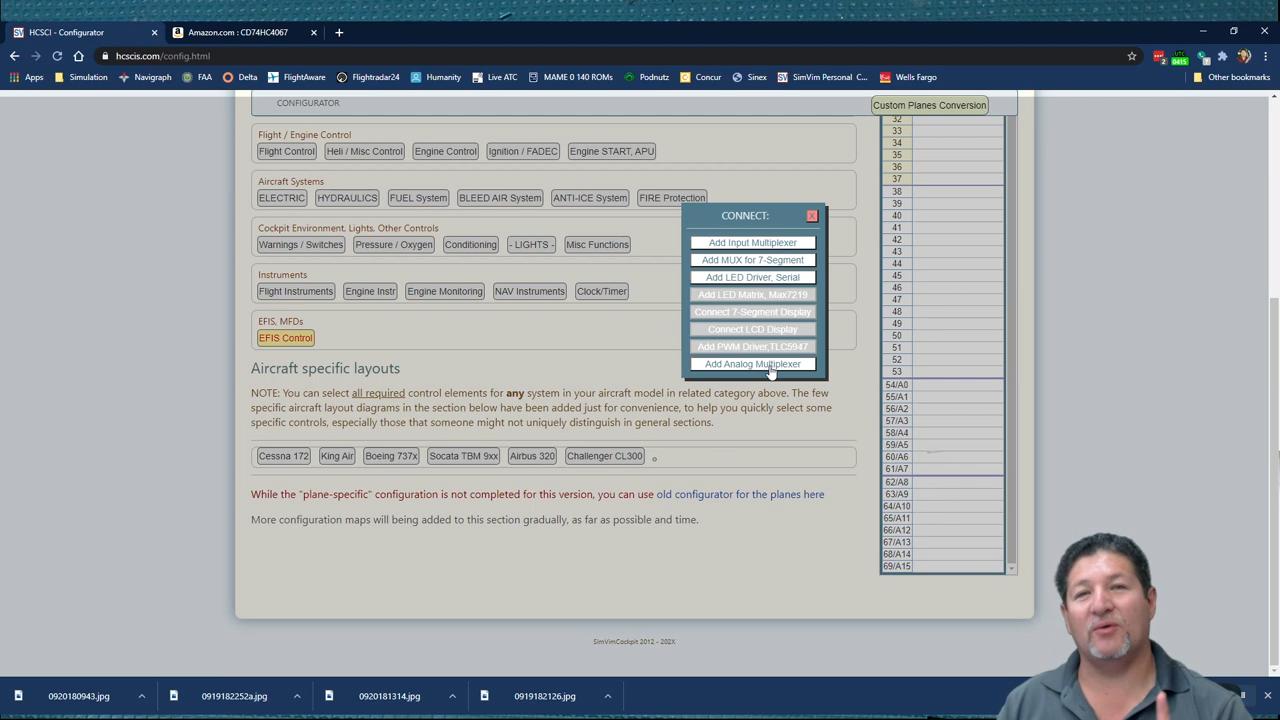 HCSCI - Configurator
Amazon.com : CD74HC4067
hcscis.com/config.html
2
UTC
0415
Apps
Simulation
Navigraph
FAA
Delta
FlightAware
Flightradar24
Humanity
Live ATC
MAME 0 140 ROMs
Podnutz
Concur
Sinex
SimVim Personal C...
Wells Fargo
Other bookmarks
CONFIGURATOR
Custom Planes Conversion
Flight / Engine Control
Flight Control
Heli / Misc Control
Engine Control
Ignition / FADEC
Engine START, APU
Aircraft Systems
ELECTRIC
HYDRAULICS
FUEL System
BLEED AIR System
ANTI-ICE System
FIRE Protection
Cockpit Environment, Lights, Other Controls
Warnings / Switches
Pressure / Oxygen
Conditioning
- LIGHTS -
Misc Functions
Instruments
Flight Instruments
Engine Instr
Engine Monitoring
NAV Instruments
Clock/Timer
EFIS, MFDs
EFIS Control
CONNECT:
X
Add Input Multiplexer
Add MUX for 7-Segment
Add LED Driver, Serial
Add LED Matrix, Max7219
Connect 7-Segment Display
Connect LCD Display
Add PWM Driver,TLC5947
Add Analog Multiplexer
Aircraft specific layouts
NOTE: You can select all required control elements for any system in your aircraft model in related category above. The few
specific aircraft layout diagrams in the section below have been added just for convenience, to help you quickly select some
specific controls, especially those that someone might not uniquely distinguish in general sections.
Cessna 172
King Air
Boeing 737x
Socata TBM 9xx
Airbus 320
Challenger CL300
While the "plane-specific" configuration is not completed for this version, you can use old configurator for the planes here
More configuration maps will being added to this section gradually, as far as possible and time.
32
33
34
35
36
37
38
39
40
41
42
43
44
45
46
47
48
49
50
51
52
53
54/A0
55/A1
56/A2
57/A3
58/A4
59/A5
60/A6
61/A7
62/A8
63/A9
64/A10
65/A11
66/A12
67/A13
68/A14
69/A15
SimVimCockpit 2012 - 202X
0920180943.jpg
0919182252a.jpg
0920181314.jpg
0919182126.jpg